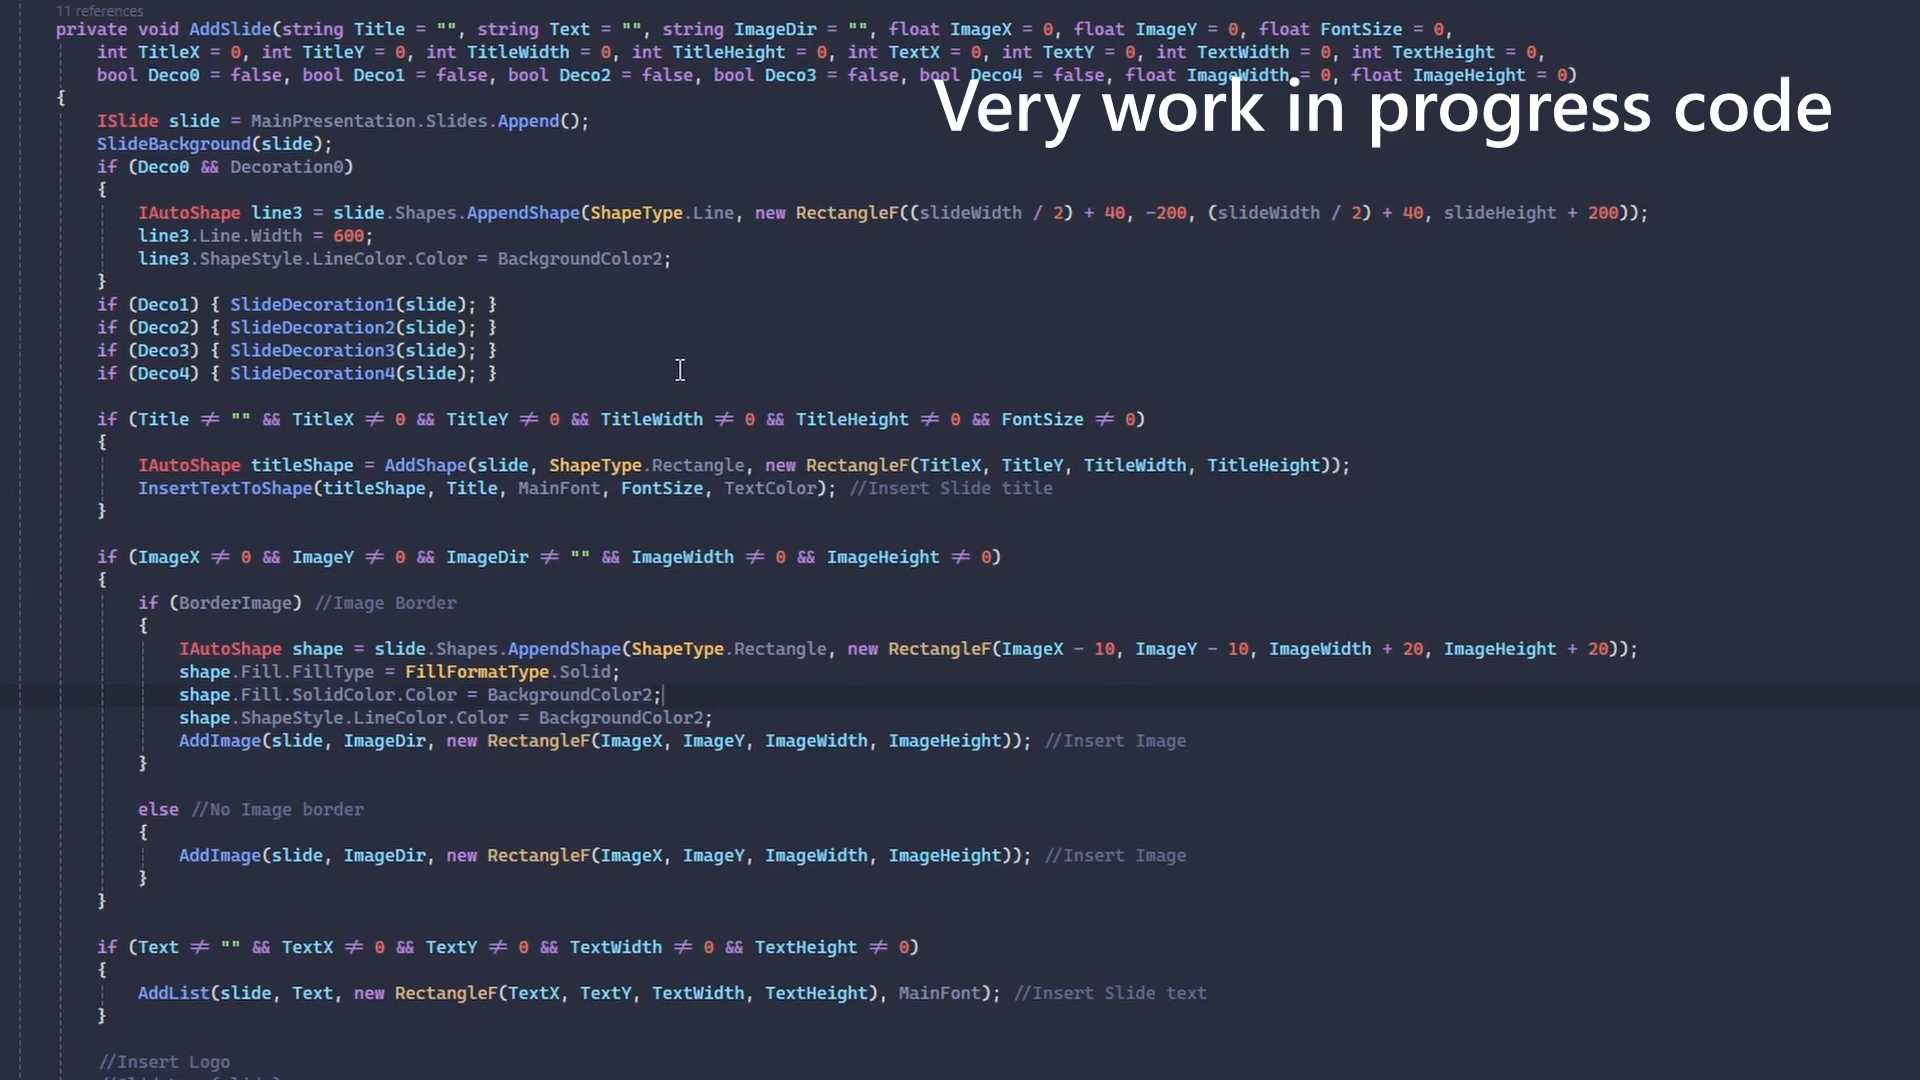 11 references
private void AddSlide(string Title = "", string Text = "", string ImageDir = "", float ImageX = 0, float ImageY = 0, float FontSize = 0,
int TitleX = 0, int TitleY = 0, int TitleWidth = 0, int TitleHeight = 0, int TextX = 0, int TextY = 0, int TextWidth = 0, int TextHeight = 0,
bool Deco0 = false, bool Deco1 = false, bool Deco2 = false, bool Deco3 = false, bool Deco4 = false, float ImageWidth = 0, float ImageHeight = 0)
Very work in progress code
{
ISlide slide = MainPresentation.Slides.Append();
SlideBackground(slide);
if (Deco0 && Decoration0)
{
IAutoShape line3 = slide.Shapes.AppendShape(ShapeType.Line, new RectangleF((slideWidth / 2) + 40, -200, (slideWidth / 2) + 40, slideHeight + 200));
line3.Line.Width = 600;
line3.ShapeStyle.LineColor.Color = BackgroundColor2;
}
if (Deco1) { SlideDecoration1(slide); }
if (Deco2) { SlideDecoration2(slide); }
if (Deco3) { SlideDecoration3(slide); }
if (Deco4) { SlideDecoration4(slide); }
if (Title ≠ "" && TitleX ≠ 0 && TitleY ≠ 0 && TitleWidth ≠ 0 && TitleHeight ≠ 0 && FontSize ≠ 0)
{
IAutoShape titleShape = AddShape(slide, ShapeType.Rectangle, new RectangleF(TitleX, TitleY, TitleWidth, TitleHeight));
InsertTextToShape(titleShape, Title, MainFont, FontSize, TextColor); //Insert Slide title
}
if (ImageX ≠ 0 && ImageY ≠ 0 && ImageDir ≠ "" && ImageWidth ≠ 0 && ImageHeight ≠ 0)
{
if (BorderImage) //Image Border
{
IAutoShape shape = slide.Shapes.AppendShape(ShapeType.Rectangle, new RectangleF(ImageX - 10, ImageY - 10, ImageWidth + 20, ImageHeight + 20));
shape.Fill.FillType = FillFormatType.Solid;
shape.Fill.SolidColor.Color = BackgroundColor2;
shape.ShapeStyle.LineColor.Color = BackgroundColor2;
AddImage(slide, ImageDir, new RectangleF(ImageX, ImageY, ImageWidth, ImageHeight)); //Insert Image
}
else //No Image border
{
AddImage(slide, ImageDir, new RectangleF(ImageX, ImageY, ImageWidth, ImageHeight)); //Insert Image
}
}
if (Text ≠ "" && TextX ≠ 0 && TextY ≠ 0 && TextWidth ≠ 0 && TextHeight ≠ 0)
{
AddList(slide, Text, new RectangleF(TextX, TextY, TextWidth, TextHeight), MainFont); //Insert Slide text
}
//Insert Logo